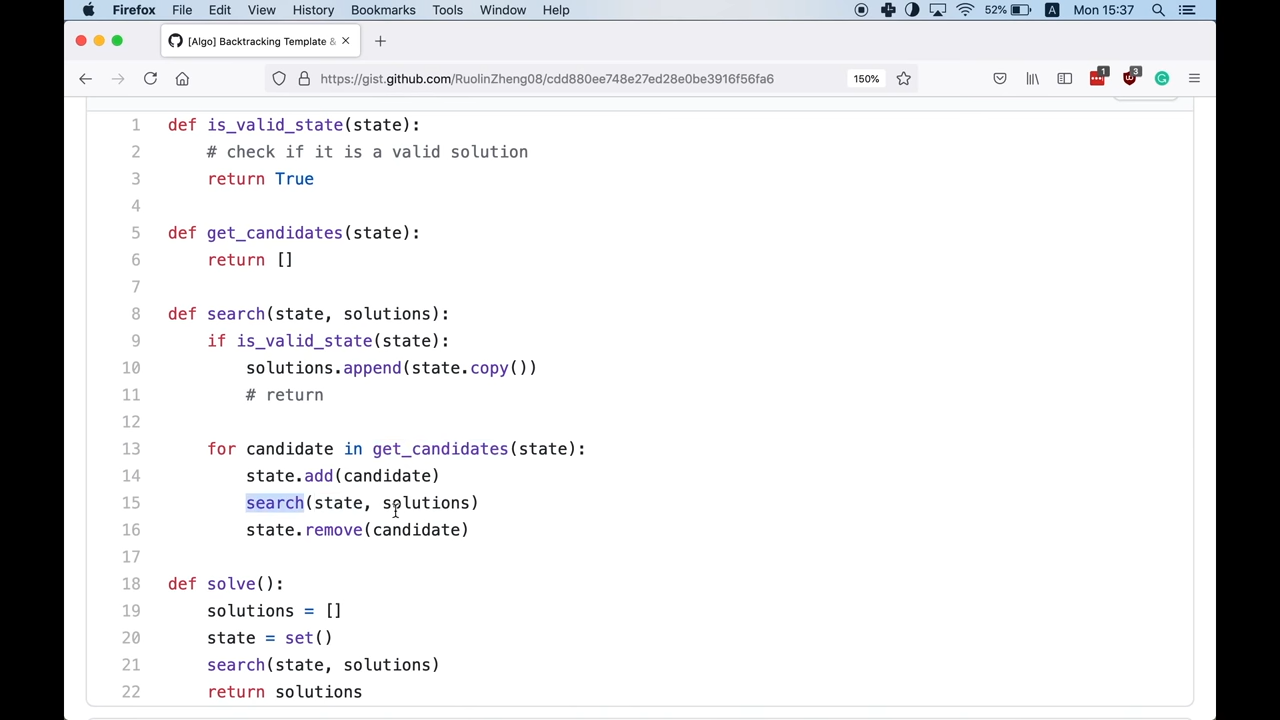 Firefox File Edit View History Bookmarks Tools Window Help 52% A Mon 15:37
[Algo] Backtracking Template &
https://gist.github.com/RuolinZheng08/cdd880ee748e27ed28e0be3916f56fa6 150% 1 3
1 def is_valid_state(state):
2 # check if it is a valid solution
3 return True
4
5 def get_candidates(state):
6 return []
7
8 def search(state, solutions):
9 if is_valid_state(state):
10 solutions.append(state.copy())
11 # return
12
13 for candidate in get_candidates(state):
14 state.add(candidate)
15 search(state, solutions)
16 state.remove(candidate)
17
18 def solve():
19 solutions = []
20 state = set()
21 search(state, solutions)
22 return solutions